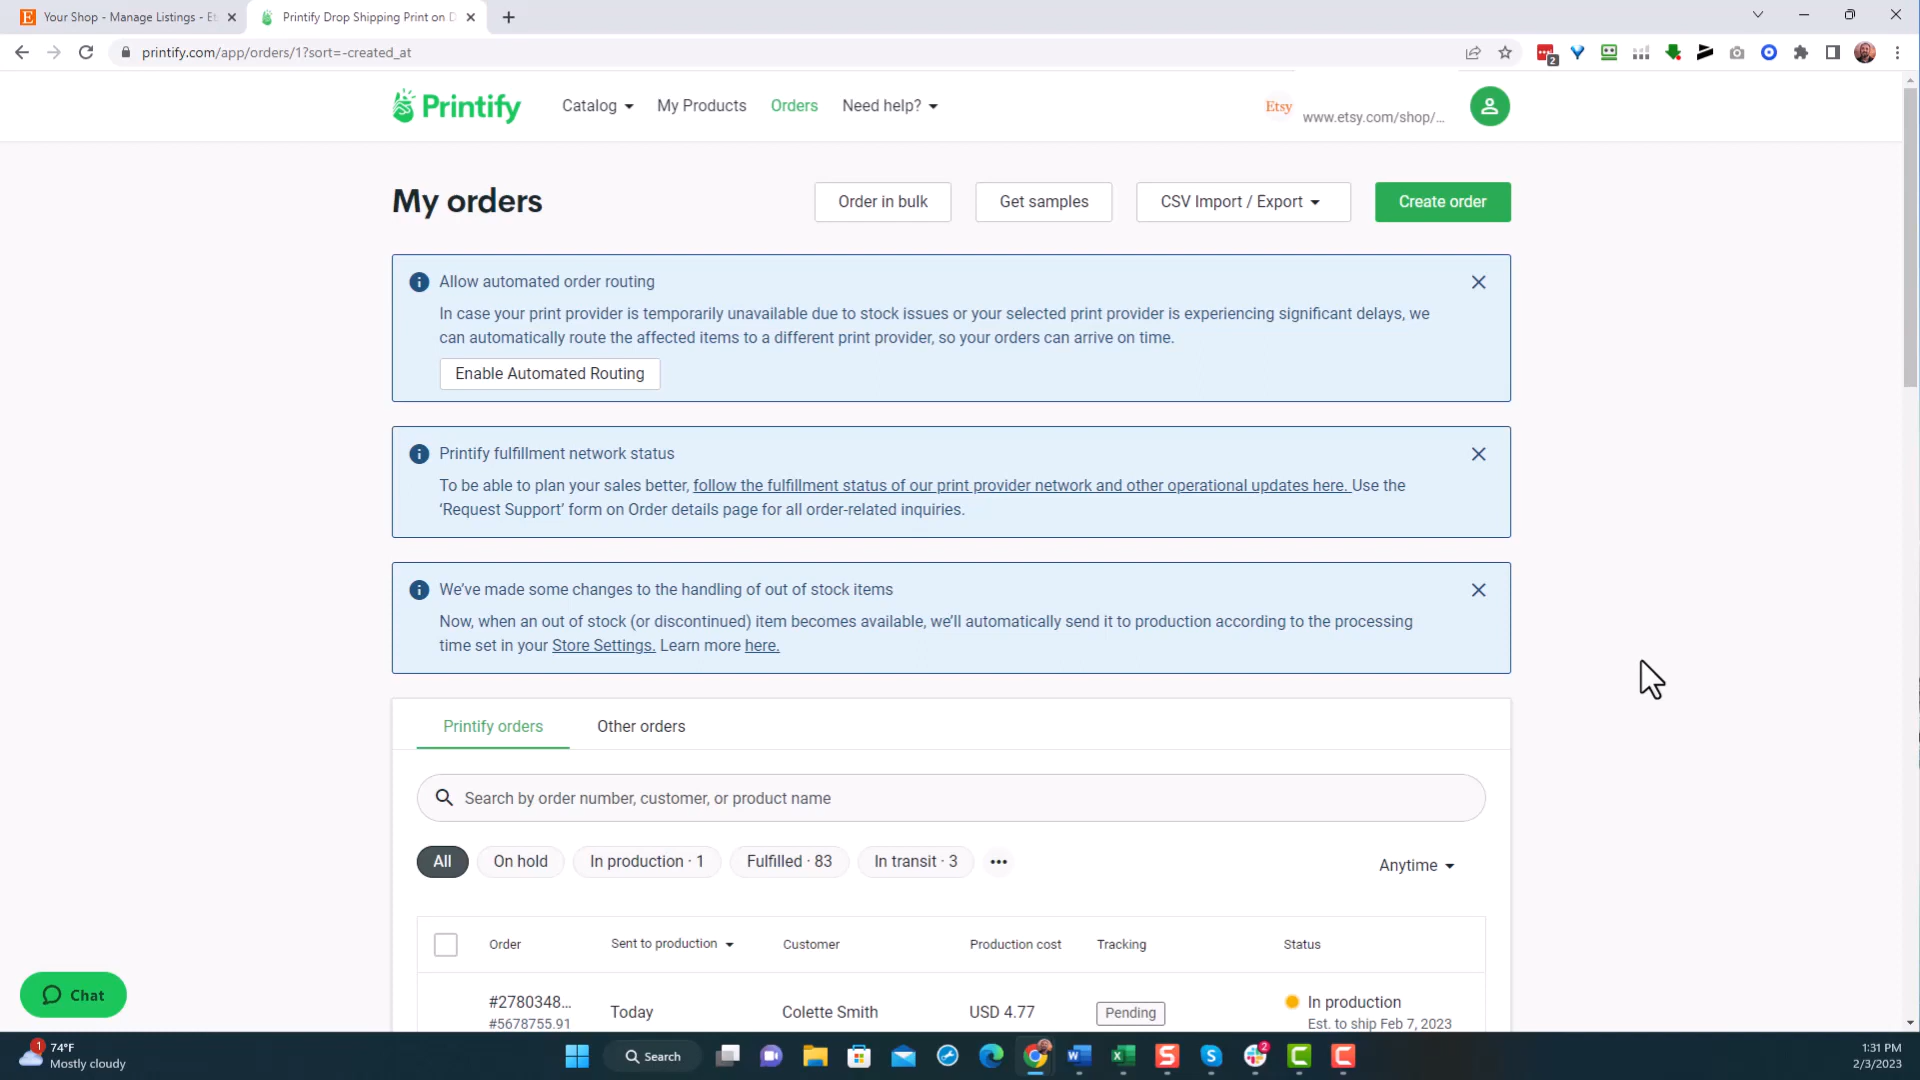 Your Shop - Manage Listings - Et
Printify Drop Shipping Print on D
printify.com/app/orders/1?sort=-created_at
2
Printify
Catalog
My Products
Orders
Need help?
Etsy
www.etsy.com/shop/...
My orders
Order in bulk
Get samples
CSV Import / Export
Create order
Allow automated order routing
In case your print provider is temporarily unavailable due to stock issues or your selected print provider is experiencing significant delays, we
can automatically route the affected items to a different print provider, so your orders can arrive on time.
Enable Automated Routing
Printify fulfillment network status
To be able to plan your sales better, follow the fulfillment status of our print provider network and other operational updates here. Use the
‘Request Support’ form on Order details page for all order-related inquiries.
We’ve made some changes to the handling of out of stock items
Now, when an out of stock (or discontinued) item becomes available, we’ll automatically send it to production according to the processing
time set in your Store Settings. Learn more here.
Printify orders
Other orders
Search by order number, customer, or product name
All
On hold
In production · 1
Fulfilled · 83
In transit · 3
•••
Anytime
Order
Sent to production
Customer
Production cost
Tracking
Status
#2780348...
#5678755.91
Today
Colette Smith
USD 4.77
Pending
In production
Est. to ship Feb 7, 2023
Chat
1
74°F
Mostly cloudy
Search
2
1:31 PM
2/3/2023